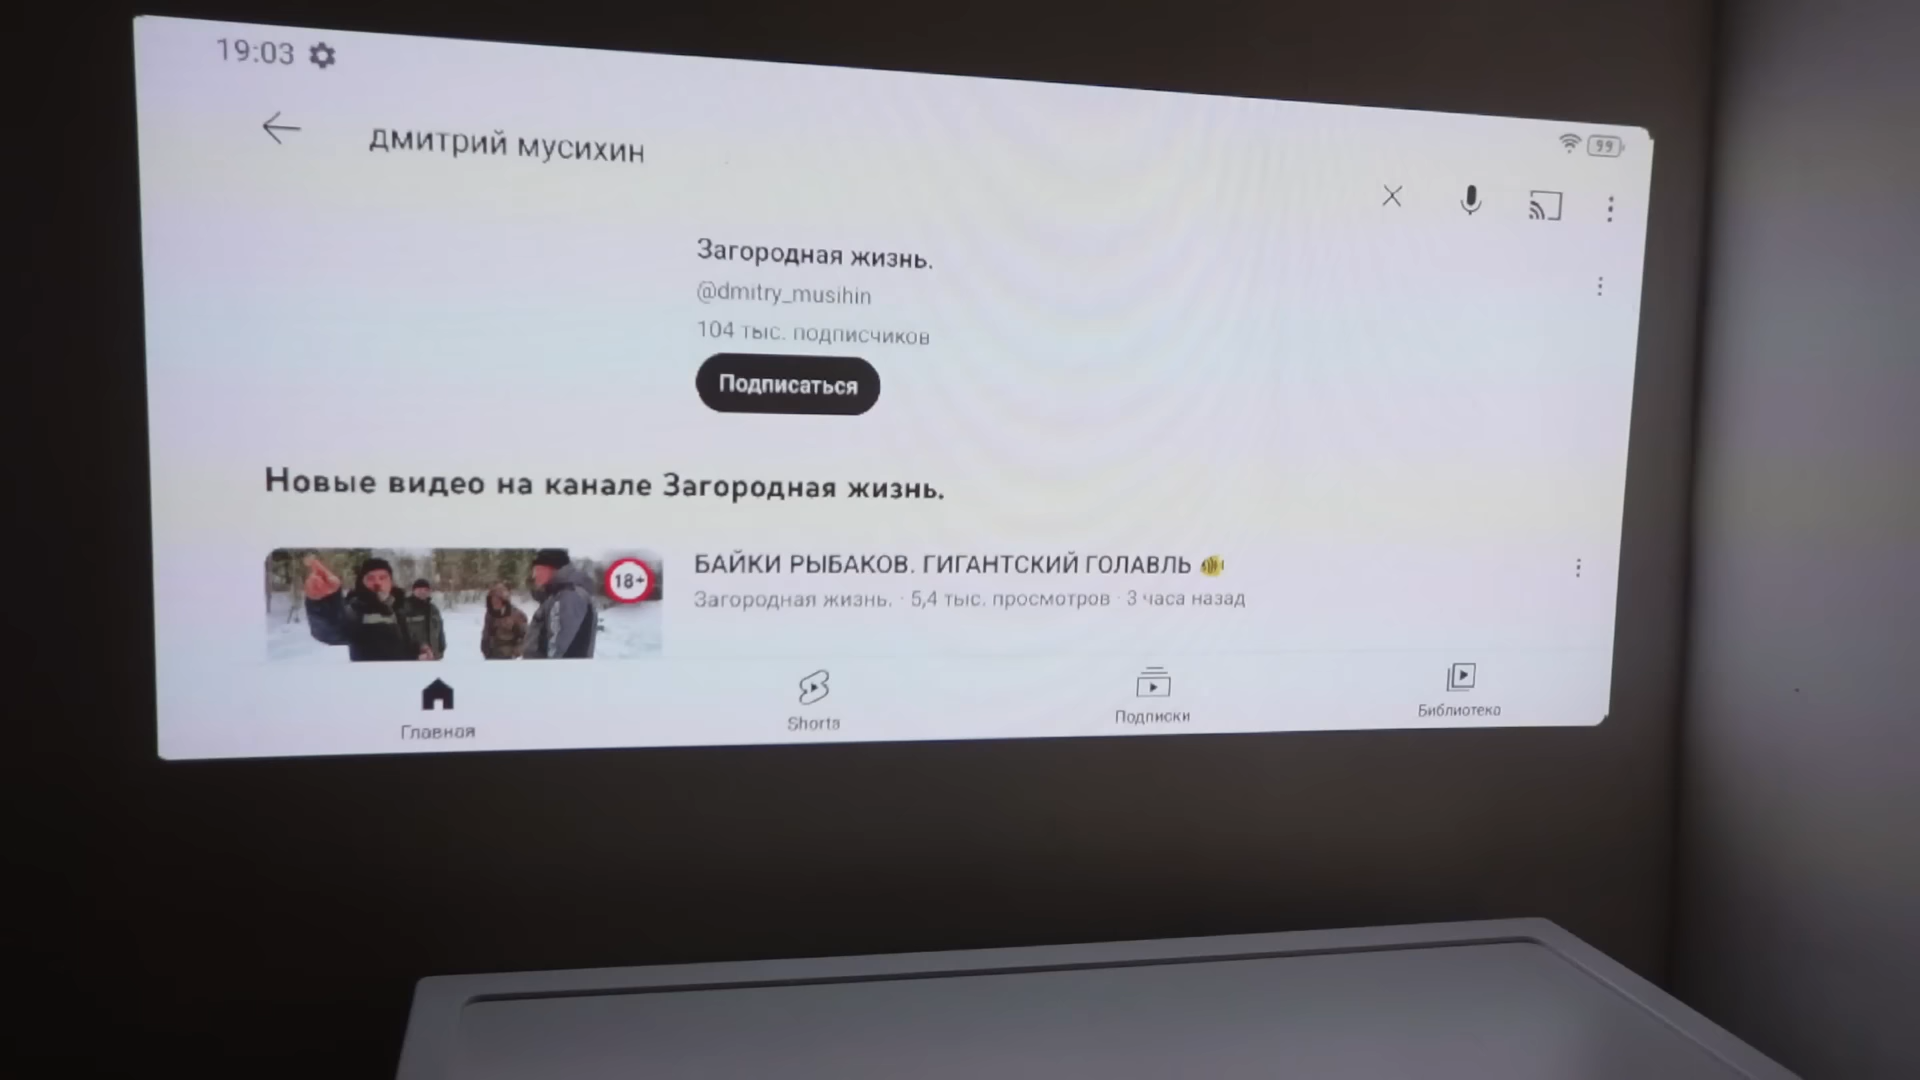 19:03
99
дмитрий мусихин
Загородная жизнь.
@dmitry_musihin
104 тыс. подписчиков
Подписаться
Новые видео на канале Загородная жизнь.
18+
БАЙКИ РЫБАКОВ. ГИГАНТСКИЙ ГОЛАВЛЬ 🐠
Загородная жизнь. · 5,4 тыс. просмотров · 3 часа назад
Главная
Shorts
Подписки
Библиотека